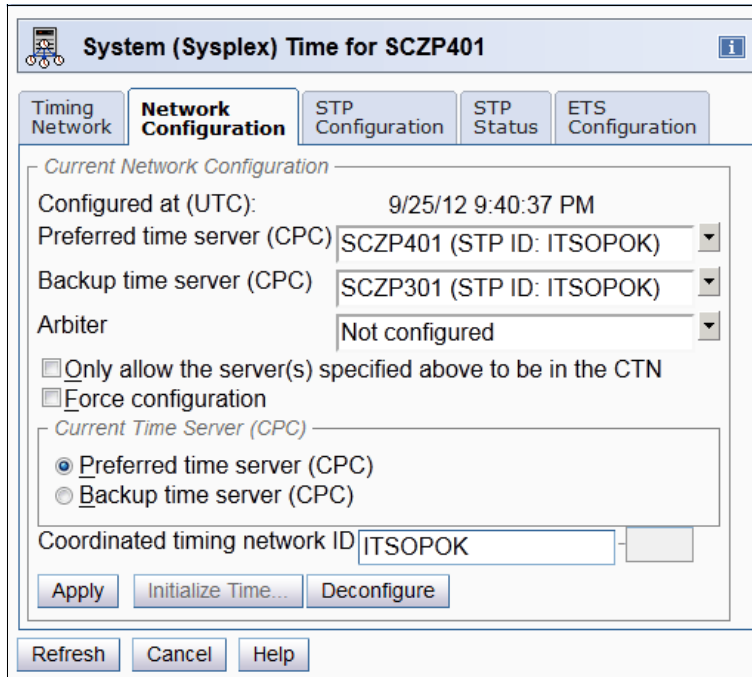 System (Sysplex) Time for SCZP401
i
Timing Network
Network Configuration
STP Configuration
STP Status
ETS Configuration
Current Network Configuration
Configured at (UTC): 9/25/12 9:40:37 PM
Preferred time server (CPC) SCZP401 (STP ID: ITSOPOK)
Backup time server (CPC) SCZP301 (STP ID: ITSOPOK)
Arbiter Not configured
Only allow the server(s) specified above to be in the CTN
Force configuration
Current Time Server (CPC)
Preferred time server (CPC)
Backup time server (CPC)
Coordinated timing network ID ITSOPOK -
Apply Initialize Time... Deconfigure
Refresh Cancel Help